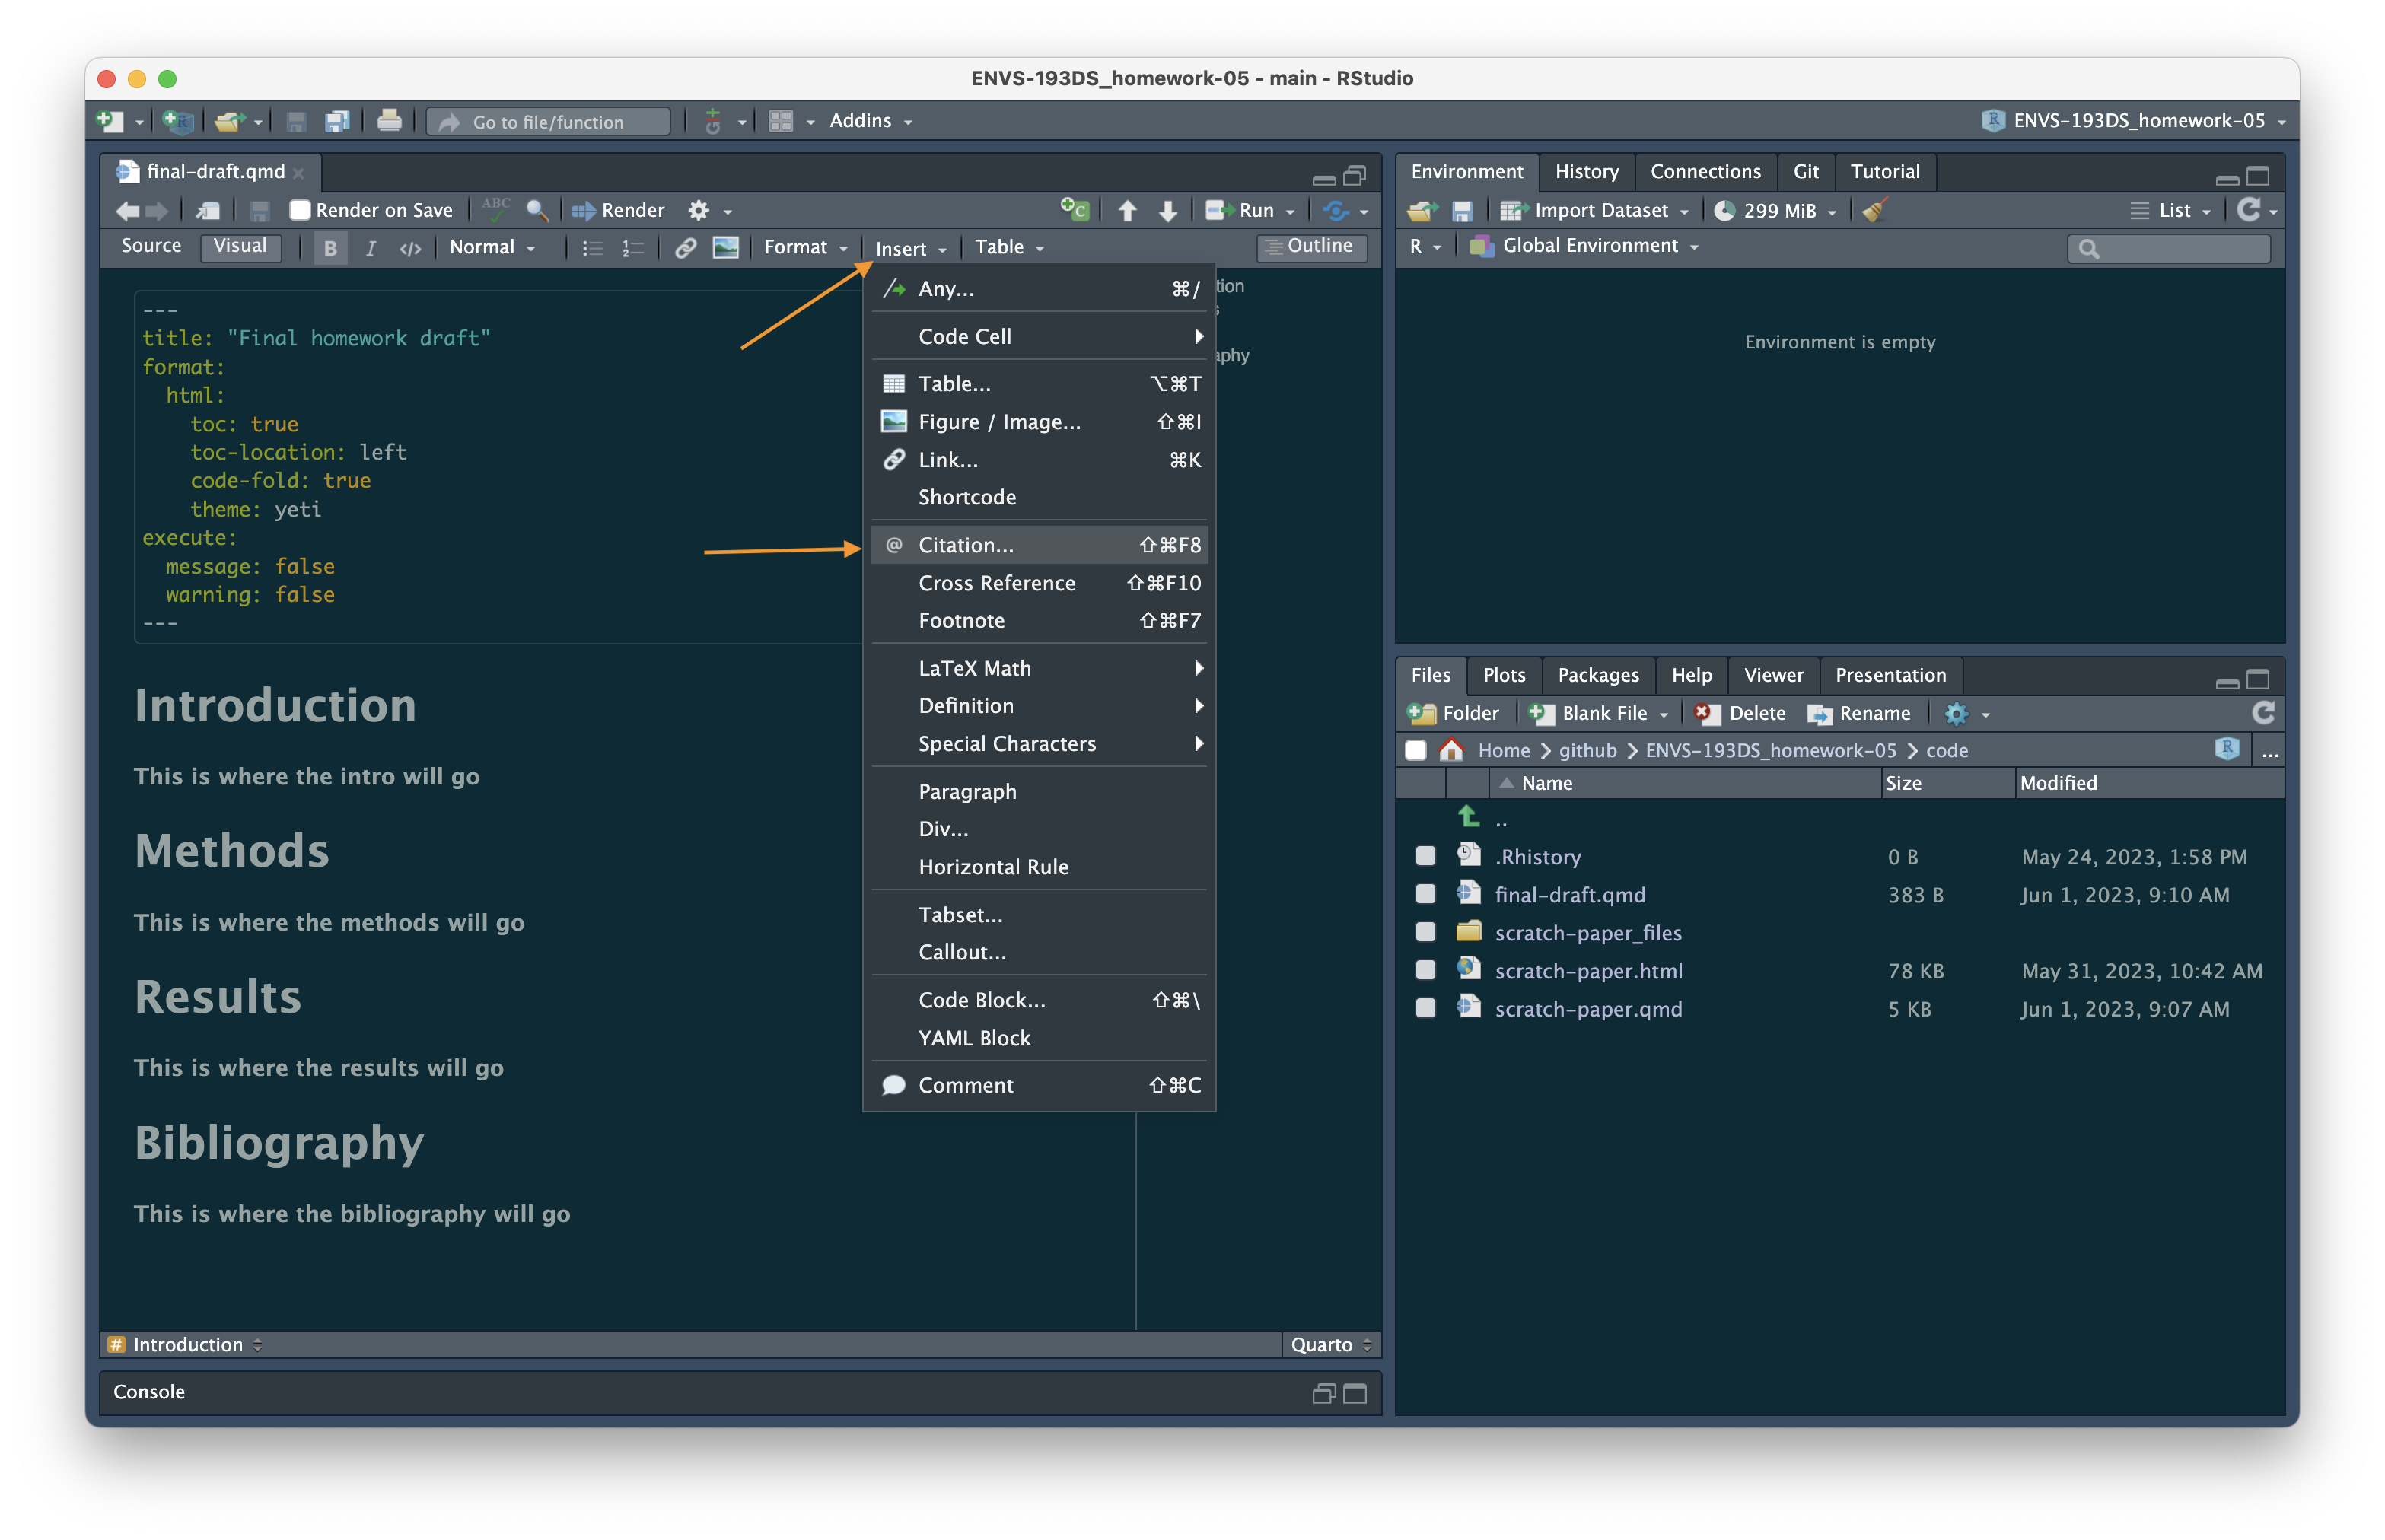 ENVS-193DS_homework-05 - main - RStudio
Go to file/function
Addins
ENVS-193DS_homework-05
final-draft.qmd
Render on Save
ABC
Render
Run
Source
Visual
B
I
</>
Normal
Format
Insert
Table
Outline
---
title: "Final homework draft"
format:
html:
toc: true
toc-location: left
code-fold: true
theme: yeti
execute:
message: false
warning: false
---
Introduction
This is where the intro will go
Methods
This is where the methods will go
Results
This is where the results will go
Bibliography
This is where the bibliography will go
Any... ⌘/
Code Cell
Table... ⌥⌘T
Figure / Image... ⇧⌘I
Link... ⌘K
Shortcode
@ Citation... ⇧⌘F8
Cross Reference ⇧⌘F10
Footnote ⇧⌘F7
LaTeX Math
Definition
Special Characters
Paragraph
Div...
Horizontal Rule
Tabset...
Callout...
Code Block... ⇧⌘\
YAML Block
Comment ⇧⌘C
tion
s
aphy
# Introduction
Quarto
Console
Environment
History
Connections
Git
Tutorial
Import Dataset
299 MiB
List
R
Global Environment
Environment is empty
Files
Plots
Packages
Help
Viewer
Presentation
Folder
Blank File
Delete
Rename
Home
github
ENVS-193DS_homework-05
code
...
Name Size Modified
..
.Rhistory 0 B May 24, 2023, 1:58 PM
final-draft.qmd 383 B Jun 1, 2023, 9:10 AM
scratch-paper_files
scratch-paper.html 78 KB May 31, 2023, 10:42 AM
scratch-paper.qmd 5 KB Jun 1, 2023, 9:07 AM